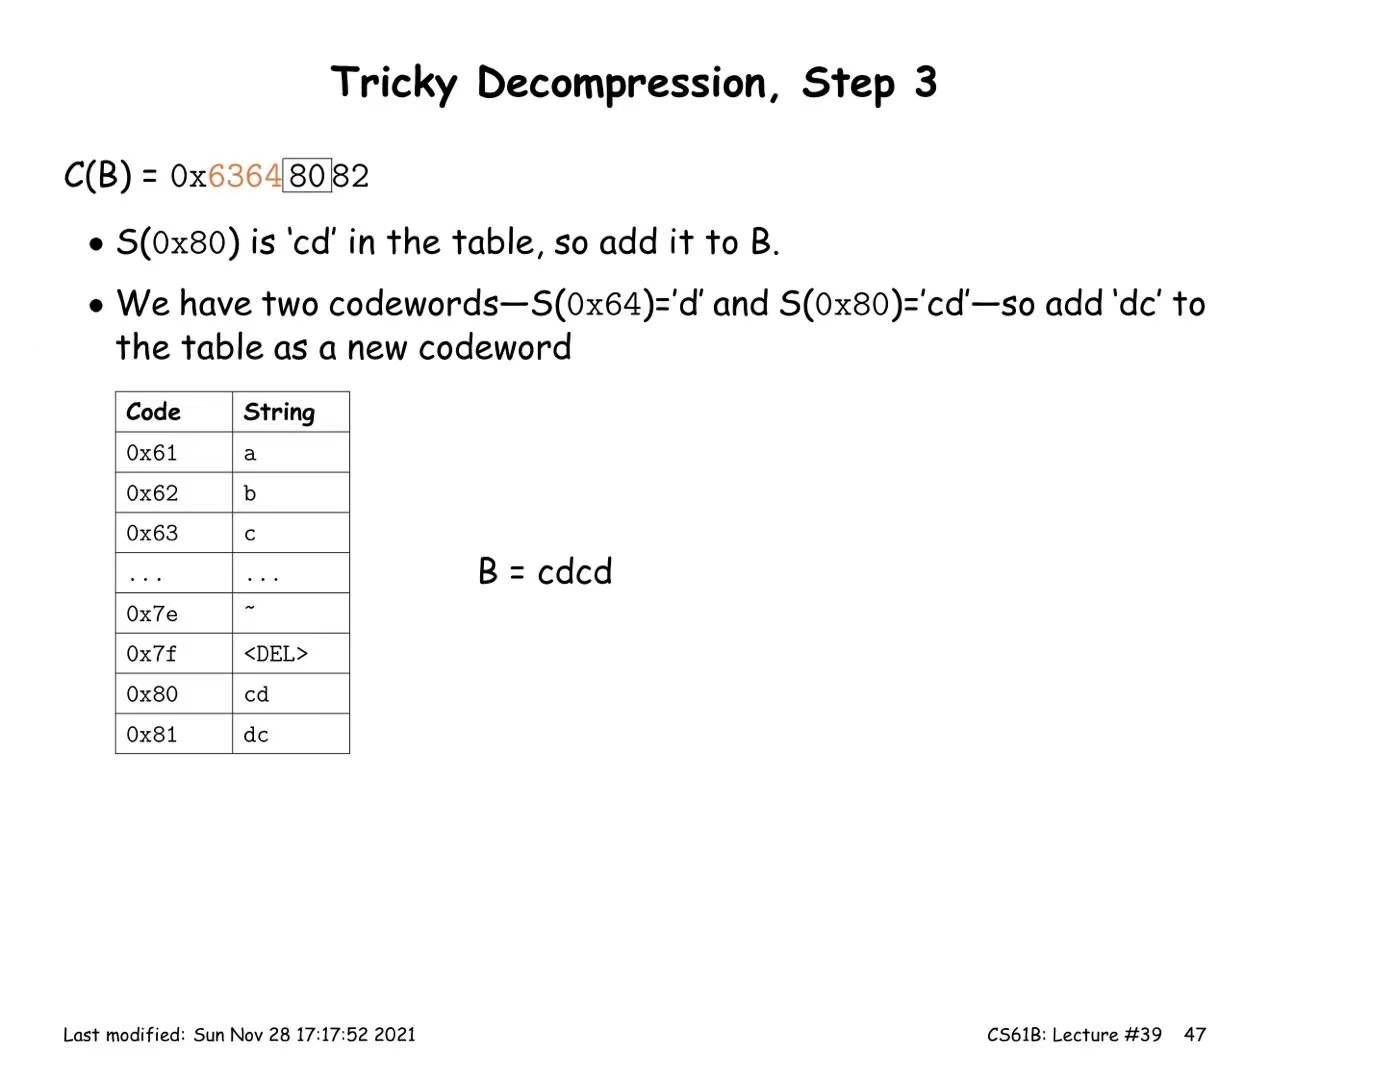 Tricky Decompression, Step 3
C(B) = 0x63648082
• S(0x80) is ‘cd’ in the table, so add it to B.
• We have two codewords—S(0x64)=’d’ and S(0x80)=’cd’—so add ‘dc’ to
the table as a new codeword
Code String
0x61 a
0x62 b
0x63 c
... ...
0x7e ~
0x7f <DEL>
0x80 cd
0x81 dc
B = cdcd
Last modified: Sun Nov 28 17:17:52 2021 CS61B: Lecture #39 47